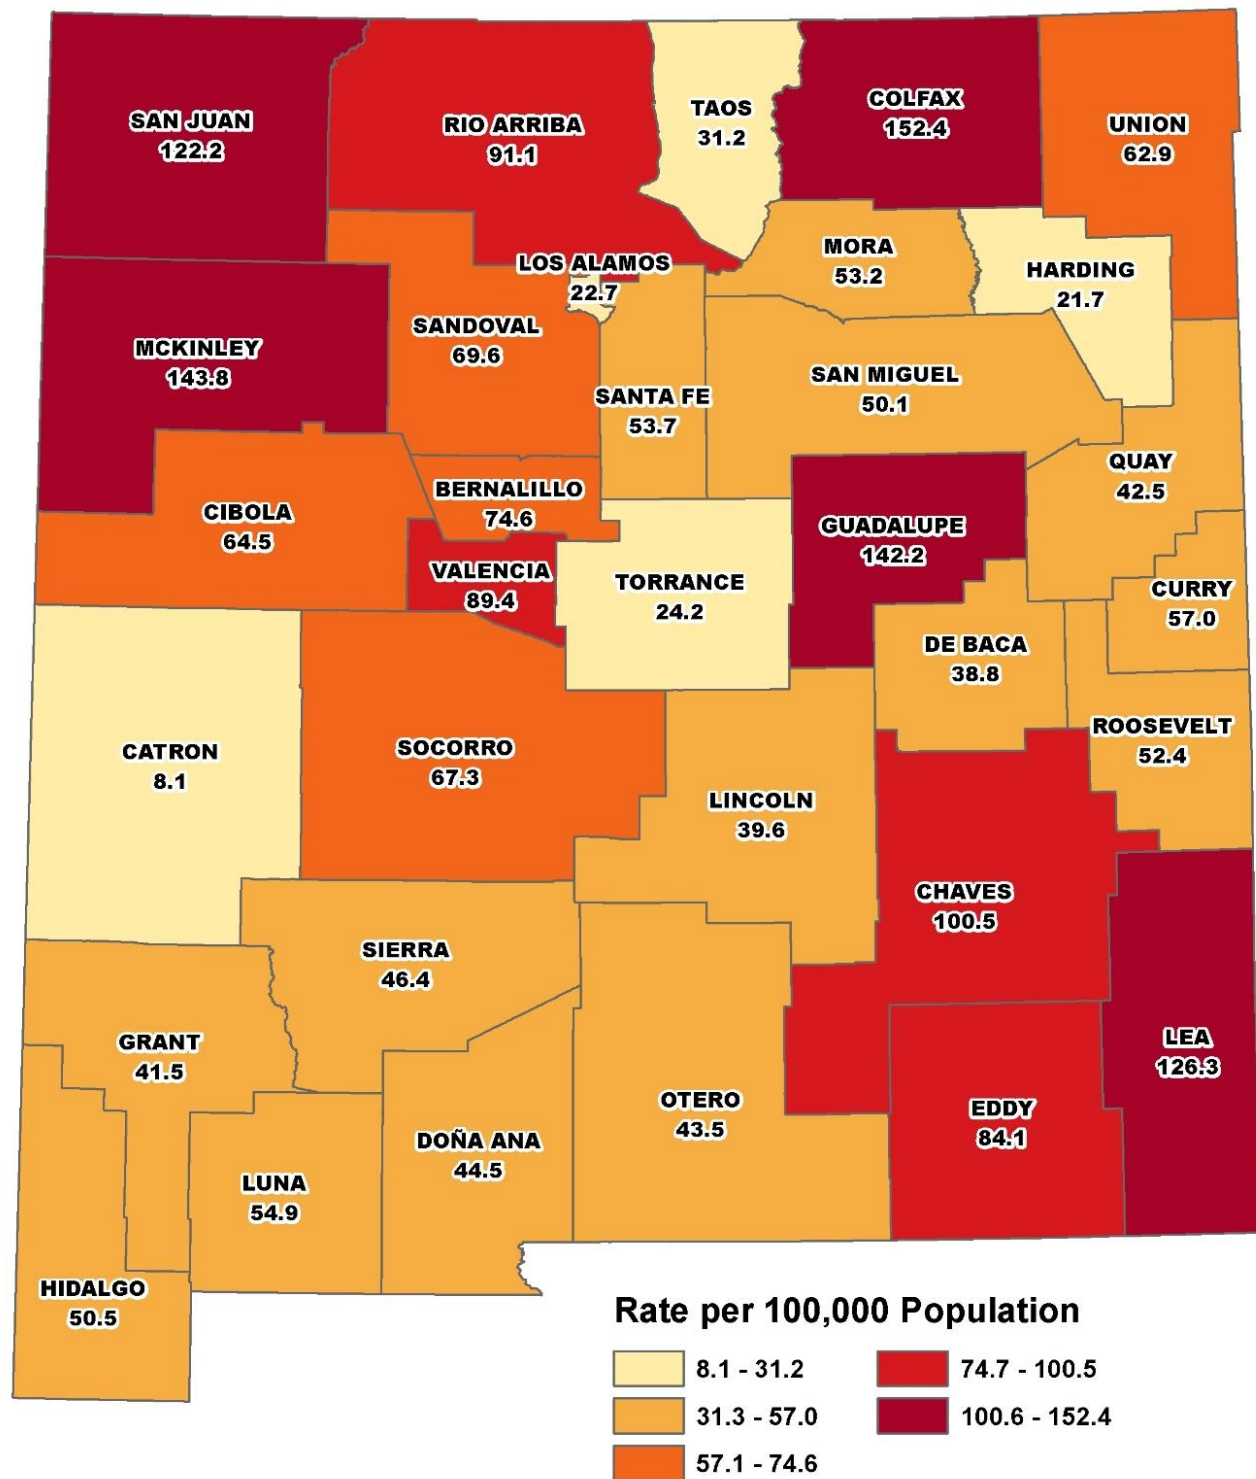 SAN JUAN
122.2
RIO ARRIBA
91.1
TAOS
31.2
COLFAX
152.4
UNION
62.9
LOS ALAMOS
22.7
MORA
53.2
HARDING
21.7
MCKINLEY
143.8
SANDOVAL
69.6
SANTA FE
53.7
SAN MIGUEL
50.1
QUAY
42.5
CIBOLA
64.5
BERNALILLO
74.6
GUADALUPE
142.2
VALENCIA
89.4
TORRANCE
24.2
CURRY
57.0
DE BACA
38.8
CATRON
8.1
SOCORRO
67.3
ROOSEVELT
52.4
LINCOLN
39.6
CHAVES
100.5
SIERRA
46.4
GRANT
41.5
LEA
126.3
OTERO
43.5
EDDY
84.1
DOÑA ANA
44.5
LUNA
54.9
HIDALGO
50.5
Rate per 100,000 Population
8.1 - 31.2
31.3 - 57.0
57.1 - 74.6
74.7 - 100.5
100.6 - 152.4